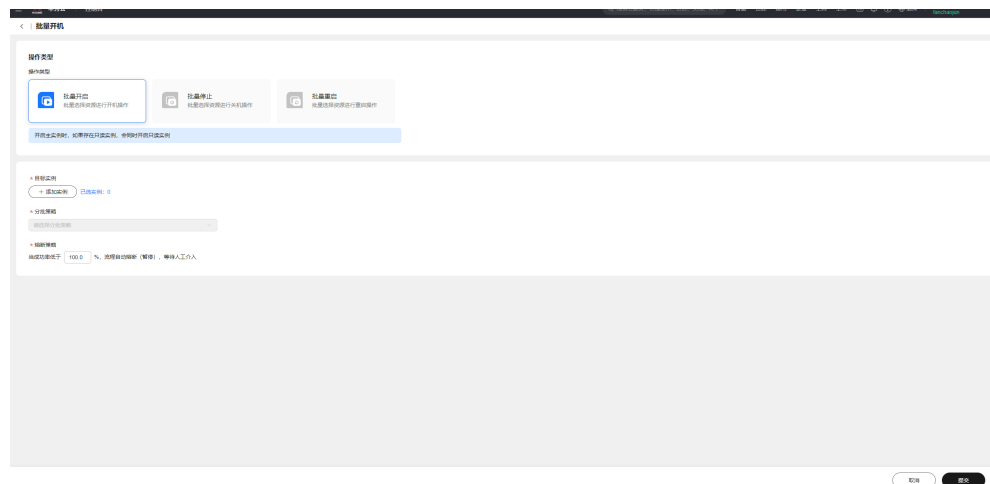 批量开机
操作类型
操作类型
批量开启
批量选择资源进行开机操作
批量停止
批量选择资源进行关机操作
批量重启
批量选择资源进行重启操作
开启主实例时，如果存在只读实例，会同时开启只读实例
* 目标实例
+ 添加实例
已选实例：0
* 分批策略
请选择分批策略
* 熔断策略
当成功率低于 100.0 %，流程自动熔断（暂停）、等待人工介入
取消
提交